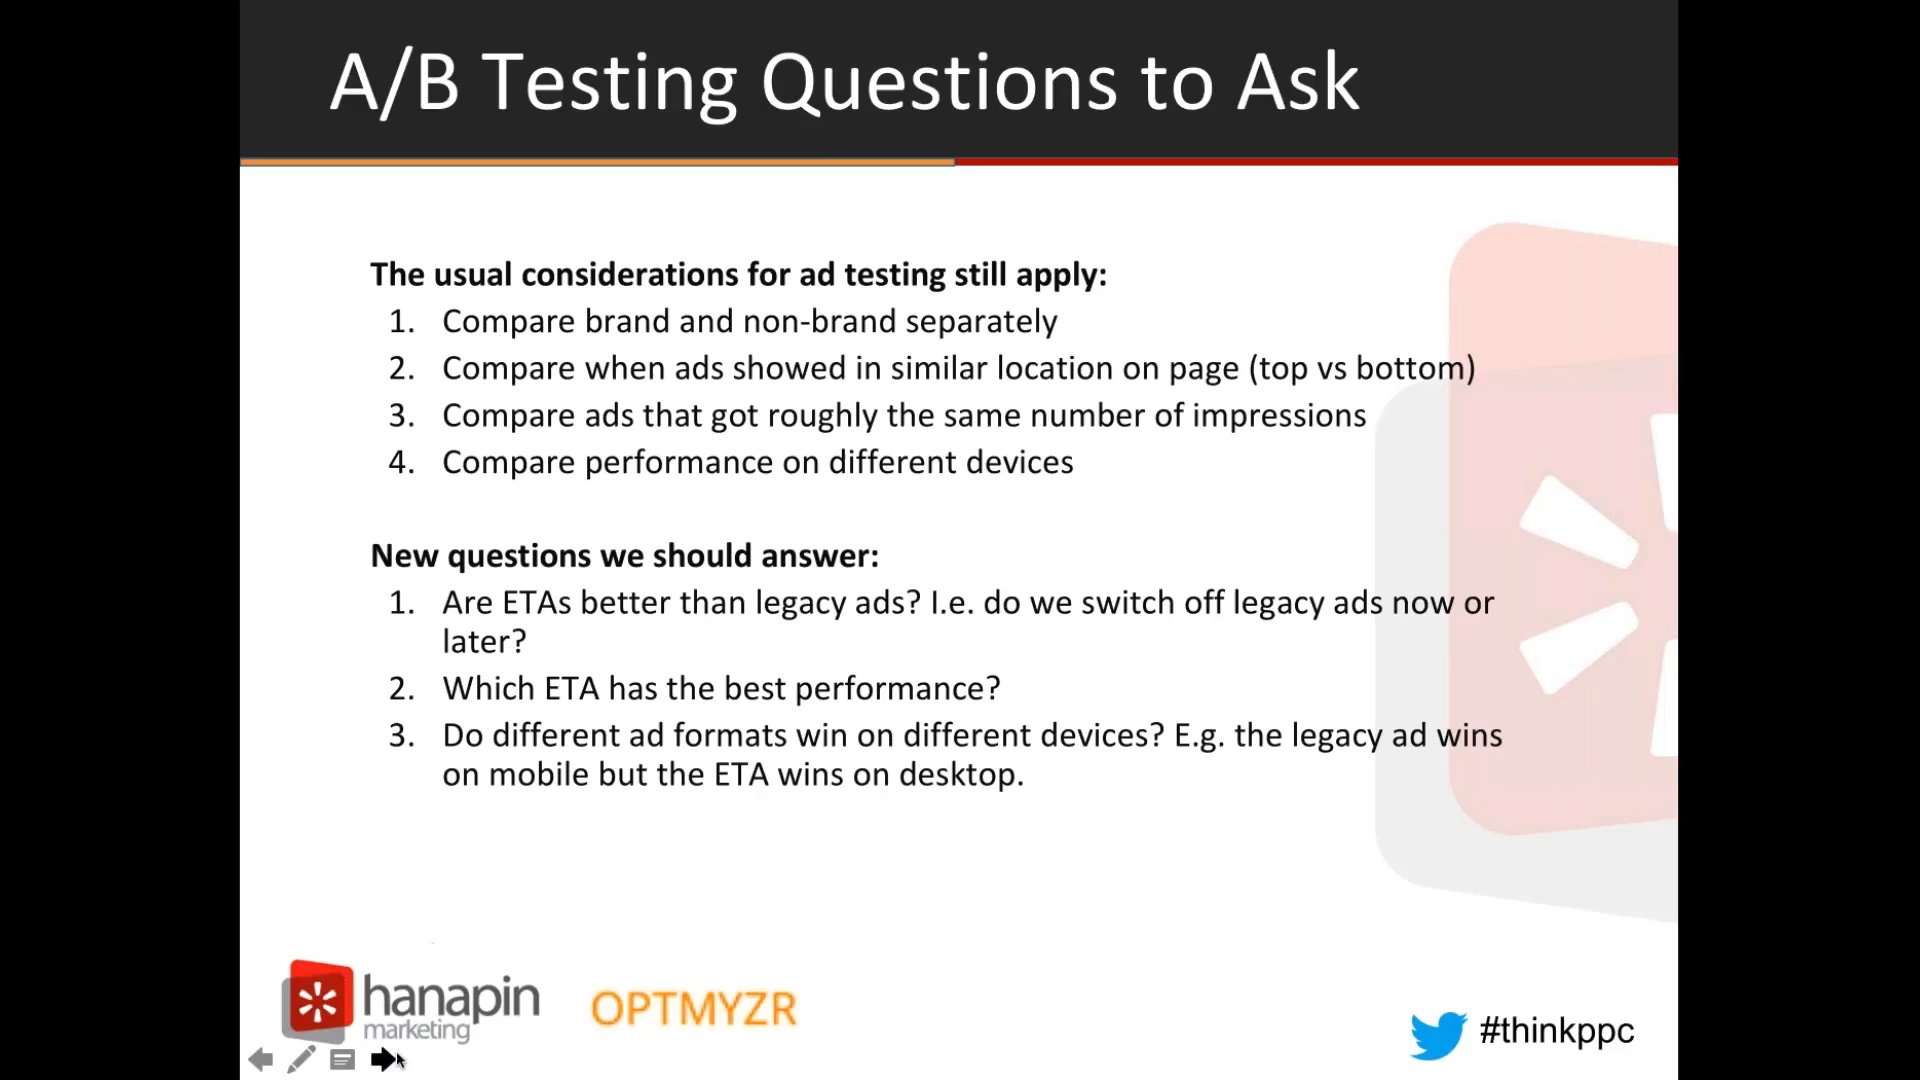 A/B Testing Questions to Ask
The usual considerations for ad testing still apply:
1. Compare brand and non-brand separately
2. Compare when ads showed in similar location on page (top vs bottom)
3. Compare ads that got roughly the same number of impressions
4. Compare performance on different devices
New questions we should answer:
1. Are ETAs better than legacy ads? I.e. do we switch off legacy ads now or
later?
2. Which ETA has the best performance?
3. Do different ad formats win on different devices? E.g. the legacy ad wins
on mobile but the ETA wins on desktop.
hanapin
marketing
OPTMYZR
#thinkppc